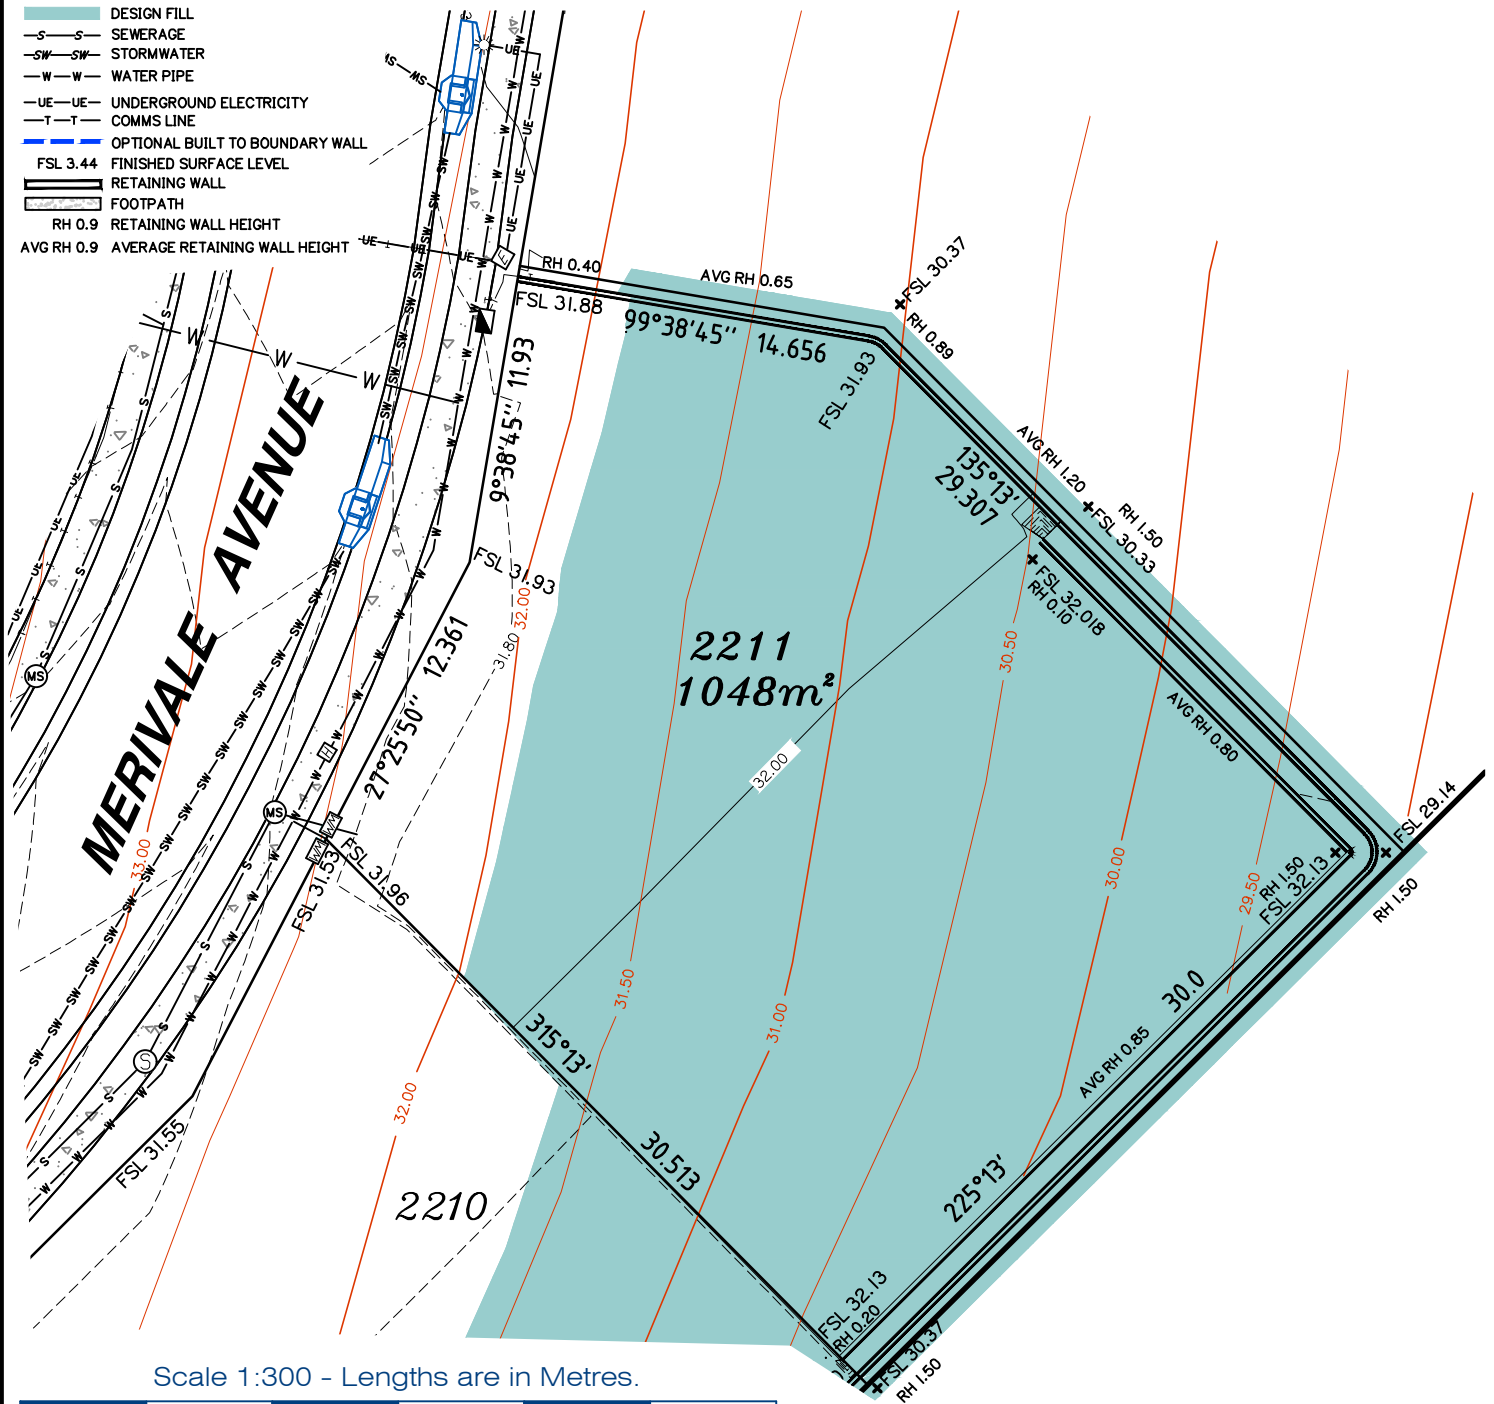 DESIGN FILL
S S SEWERAGE
SW SW STORMWATER
W W WATER PIPE
UE UE UNDERGROUND ELECTRICITY
T T COMMS LINE
OPTIONAL BUILT TO BOUNDARY WALL
FSL 3.44 FINISHED SURFACE LEVEL
RETAINING WALL
FOOTPATH
RH 0.9 RETAINING WALL HEIGHT
AVG RH 0.9 AVERAGE RETAINING WALL HEIGHT
RH 0.40
AVG RH 0.65
FSL 30.37
FSL 31.88
99°38'45'' 14.656
RH 0.89
FSL 31.93
9°38'45'' 11.93
MERIVALE AVENUE
AVG RH 1.20
135°13'
29.307
RH 1.50
FSL 30.33
FSL 31.93
32.00
31.80
FSL 32.018
RH 0.10
30.50
2211
1048m²
27°25'50'' 12.361
AVG RH 0.80
32.00
MS
MS
33.00
FSL 31.96
FSL 31.53
FSL 29.14
RH 1.50
FSL 32.13
RH 1.50
30.00
29.50
31.50
31.00
32.00
30.0
AVG RH 0.85
225°13'
315°13'
30.513
S
FSL 31.55
2210
FSL 32.13
RH 0.20
FSL 30.37
RH 1.50
Scale 1:300 - Lengths are in Metres.